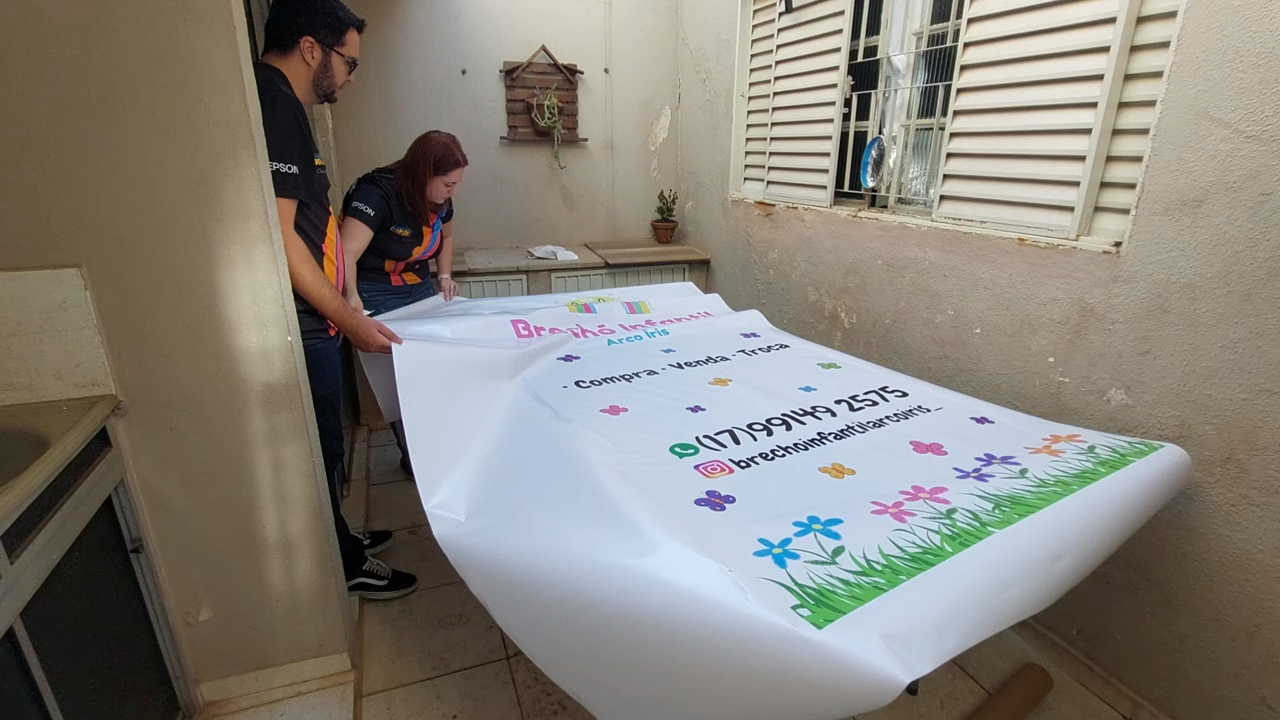 EPSON
EPSON
Brechó Infantil
Arco Íris
· Compra · Venda · Troca
(17)99149 2575
brechoinfantilarcoiris_